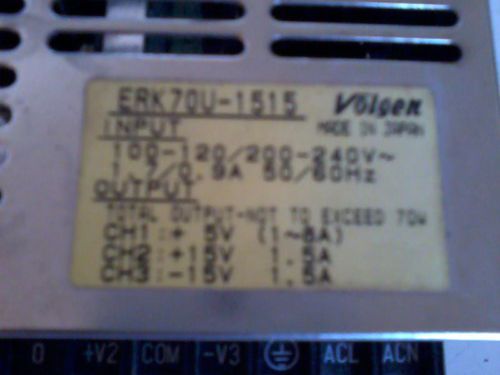 ERK70U-1515 Volgen
INPUT MADE IN JAPAN
100-120/200-240V~
1.7/0.9A 50/60Hz
OUTPUT
TOTAL OUTPUT-NOT TO EXCEED 70W
CH1:+ 5V (1~8A)
CH2:+15V 1.5A
CH3:-15V 1.5A
0 +V2 COM -V3 ACL ACN